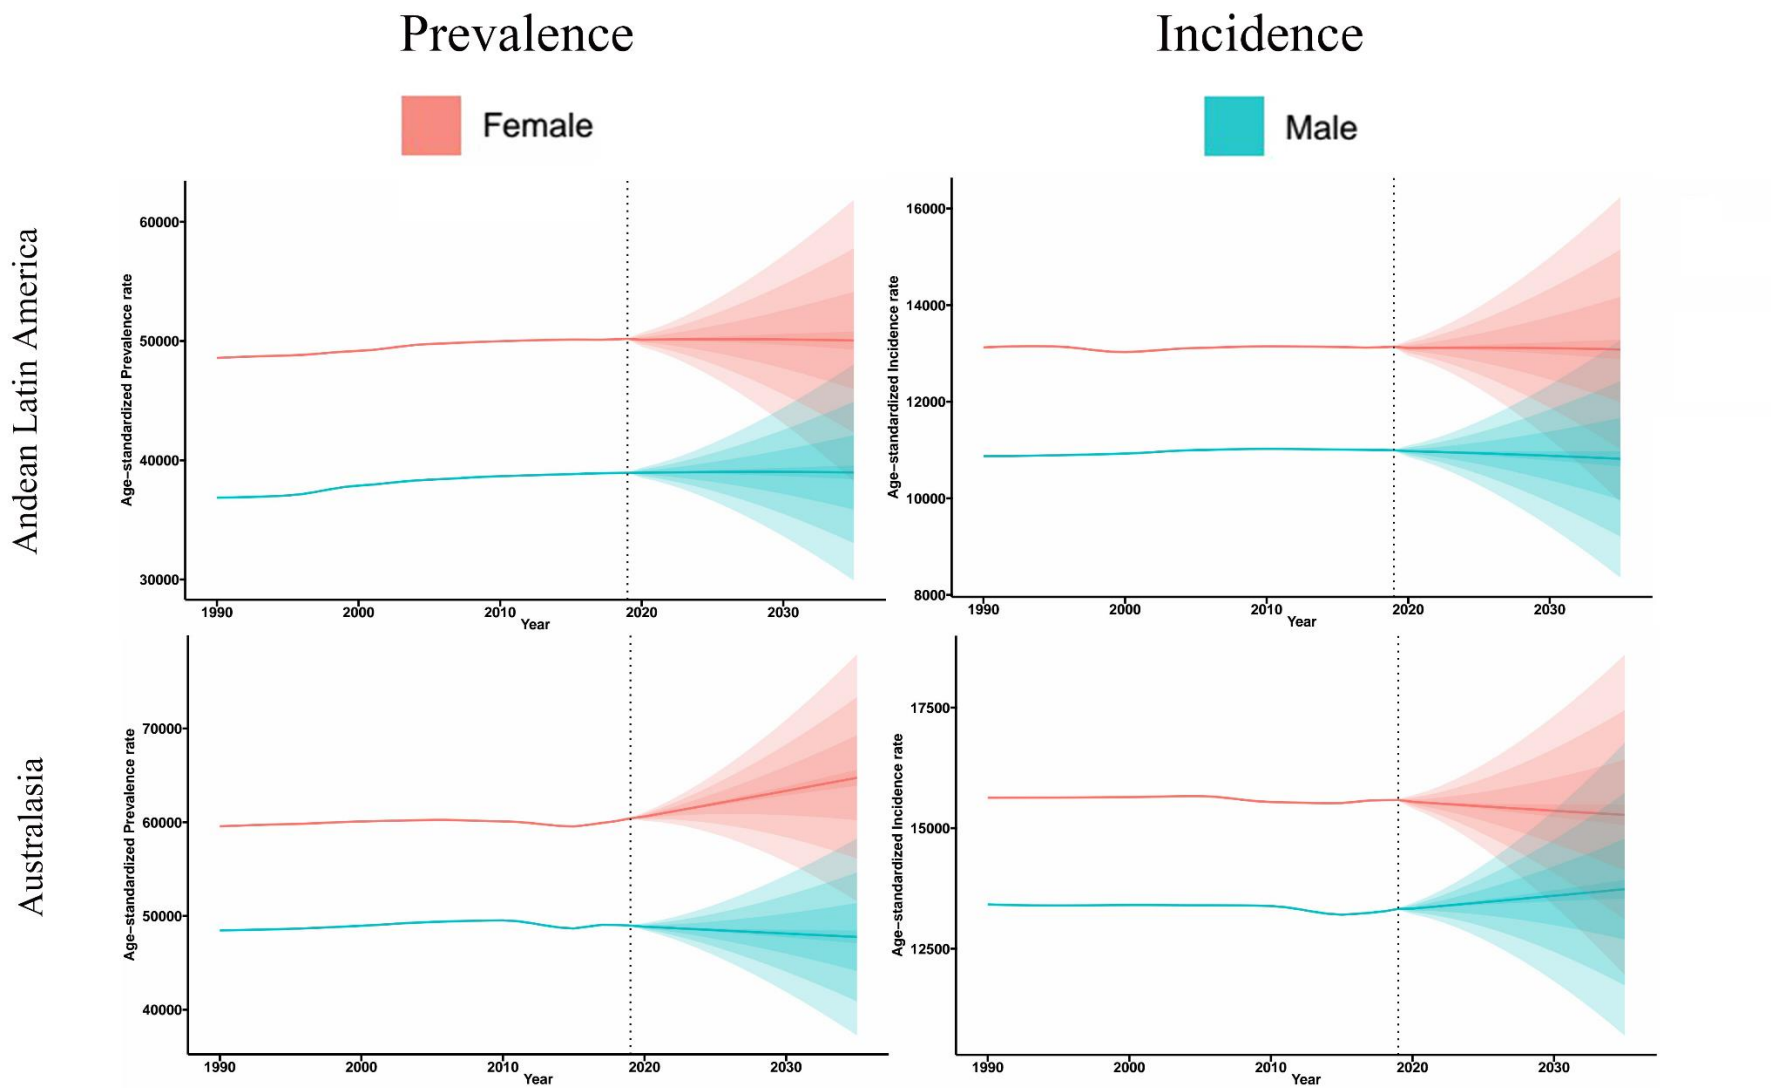 Prevalence
Incidence
Female
Male
Andean Latin America
Age–standardized Prevalence rate
60000
50000
40000
30000
1990
2000
2010
2020
2030
Year
Age–standardized Incidence rate
16000
14000
12000
10000
8000
1990
2000
2010
2020
2030
Year
Australasia
Age–standardized Prevalence rate
70000
60000
50000
40000
1990
2000
2010
2020
2030
Year
Age–standardized Incidence rate
17500
15000
12500
1990
2000
2010
2020
2030
Year